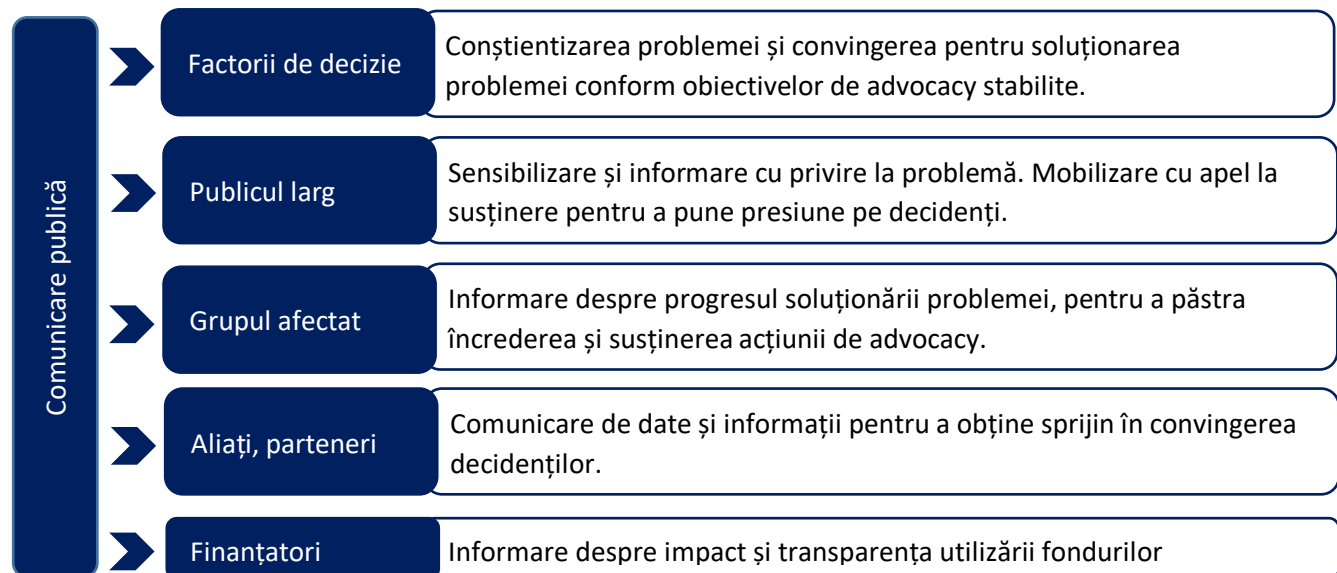 Comunicare publică
Factorii de decizie
Conștientizarea problemei și convingerea pentru soluționarea
problemei conform obiectivelor de advocacy stabilite.
Publicul larg
Sensibilizare și informare cu privire la problemă. Mobilizare cu apel la
susținere pentru a pune presiune pe decidenți.
Grupul afectat
Informare despre progresul soluționării problemei, pentru a păstra
încrederea și susținerea acțiunii de advocacy.
Aliați, parteneri
Comunicare de date și informații pentru a obține sprijin în convingerea
decidenților.
Finanțatori
Informare despre impact și transparența utilizării fondurilor